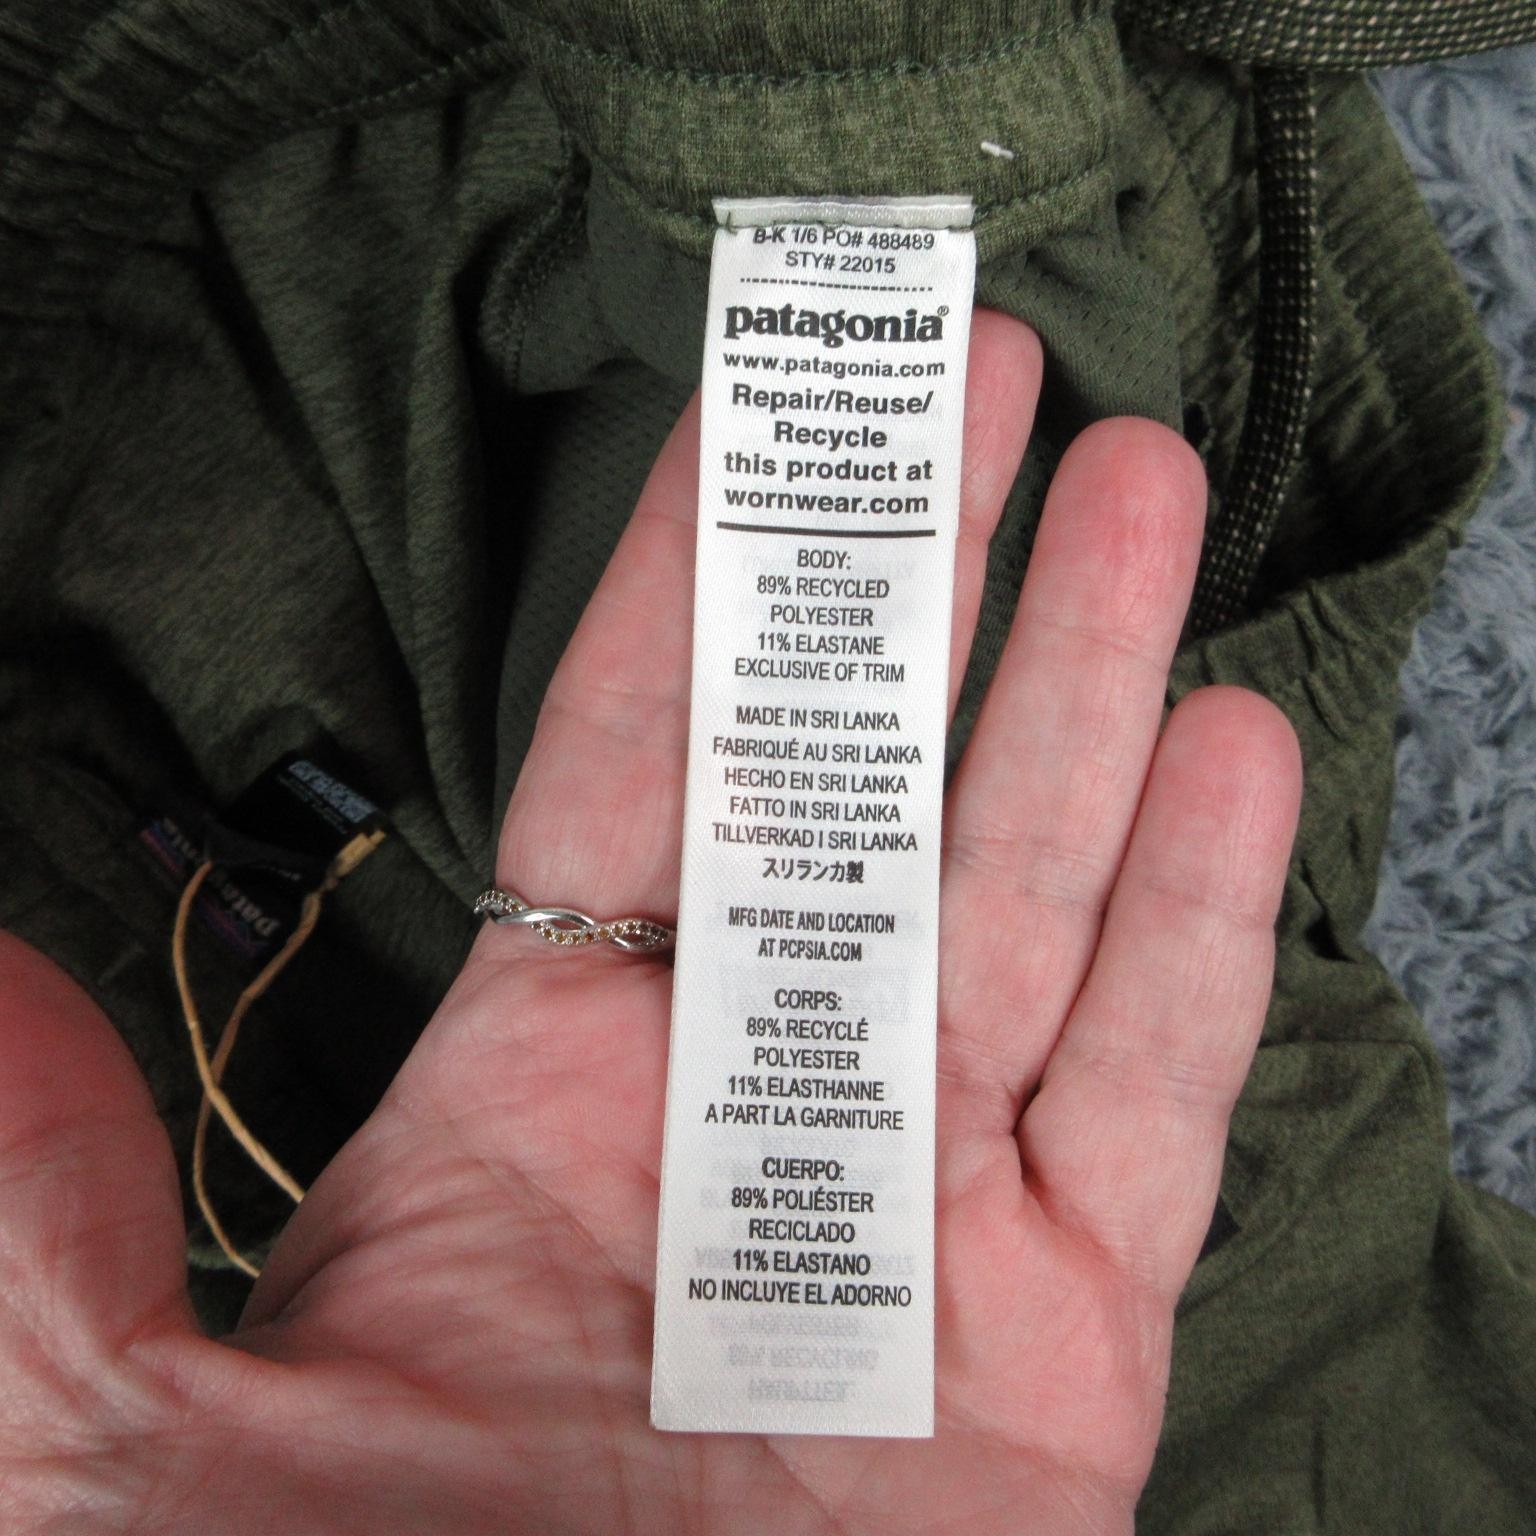 B-K 1/6 PO# 488489
STY# 22015
patagonia®
www.patagonia.com
Repair/Reuse/
Recycle
this product at
wornwear.com
BODY:
89% RECYCLED
POLYESTER
11% ELASTANE
EXCLUSIVE OF TRIM
MADE IN SRI LANKA
FABRIQUÉ AU SRI LANKA
HECHO EN SRI LANKA
FATTO IN SRI LANKA
TILLVERKAD I SRI LANKA
スリランカ製
MFG DATE AND LOCATION
AT PCPSIA.COM
CORPS:
89% RECYCLÉ
POLYESTER
11% ELASTHANNE
A PART LA GARNITURE
CUERPO:
89% POLIÉSTER
RECICLADO
11% ELASTANO
NO INCLUYE EL ADORNO